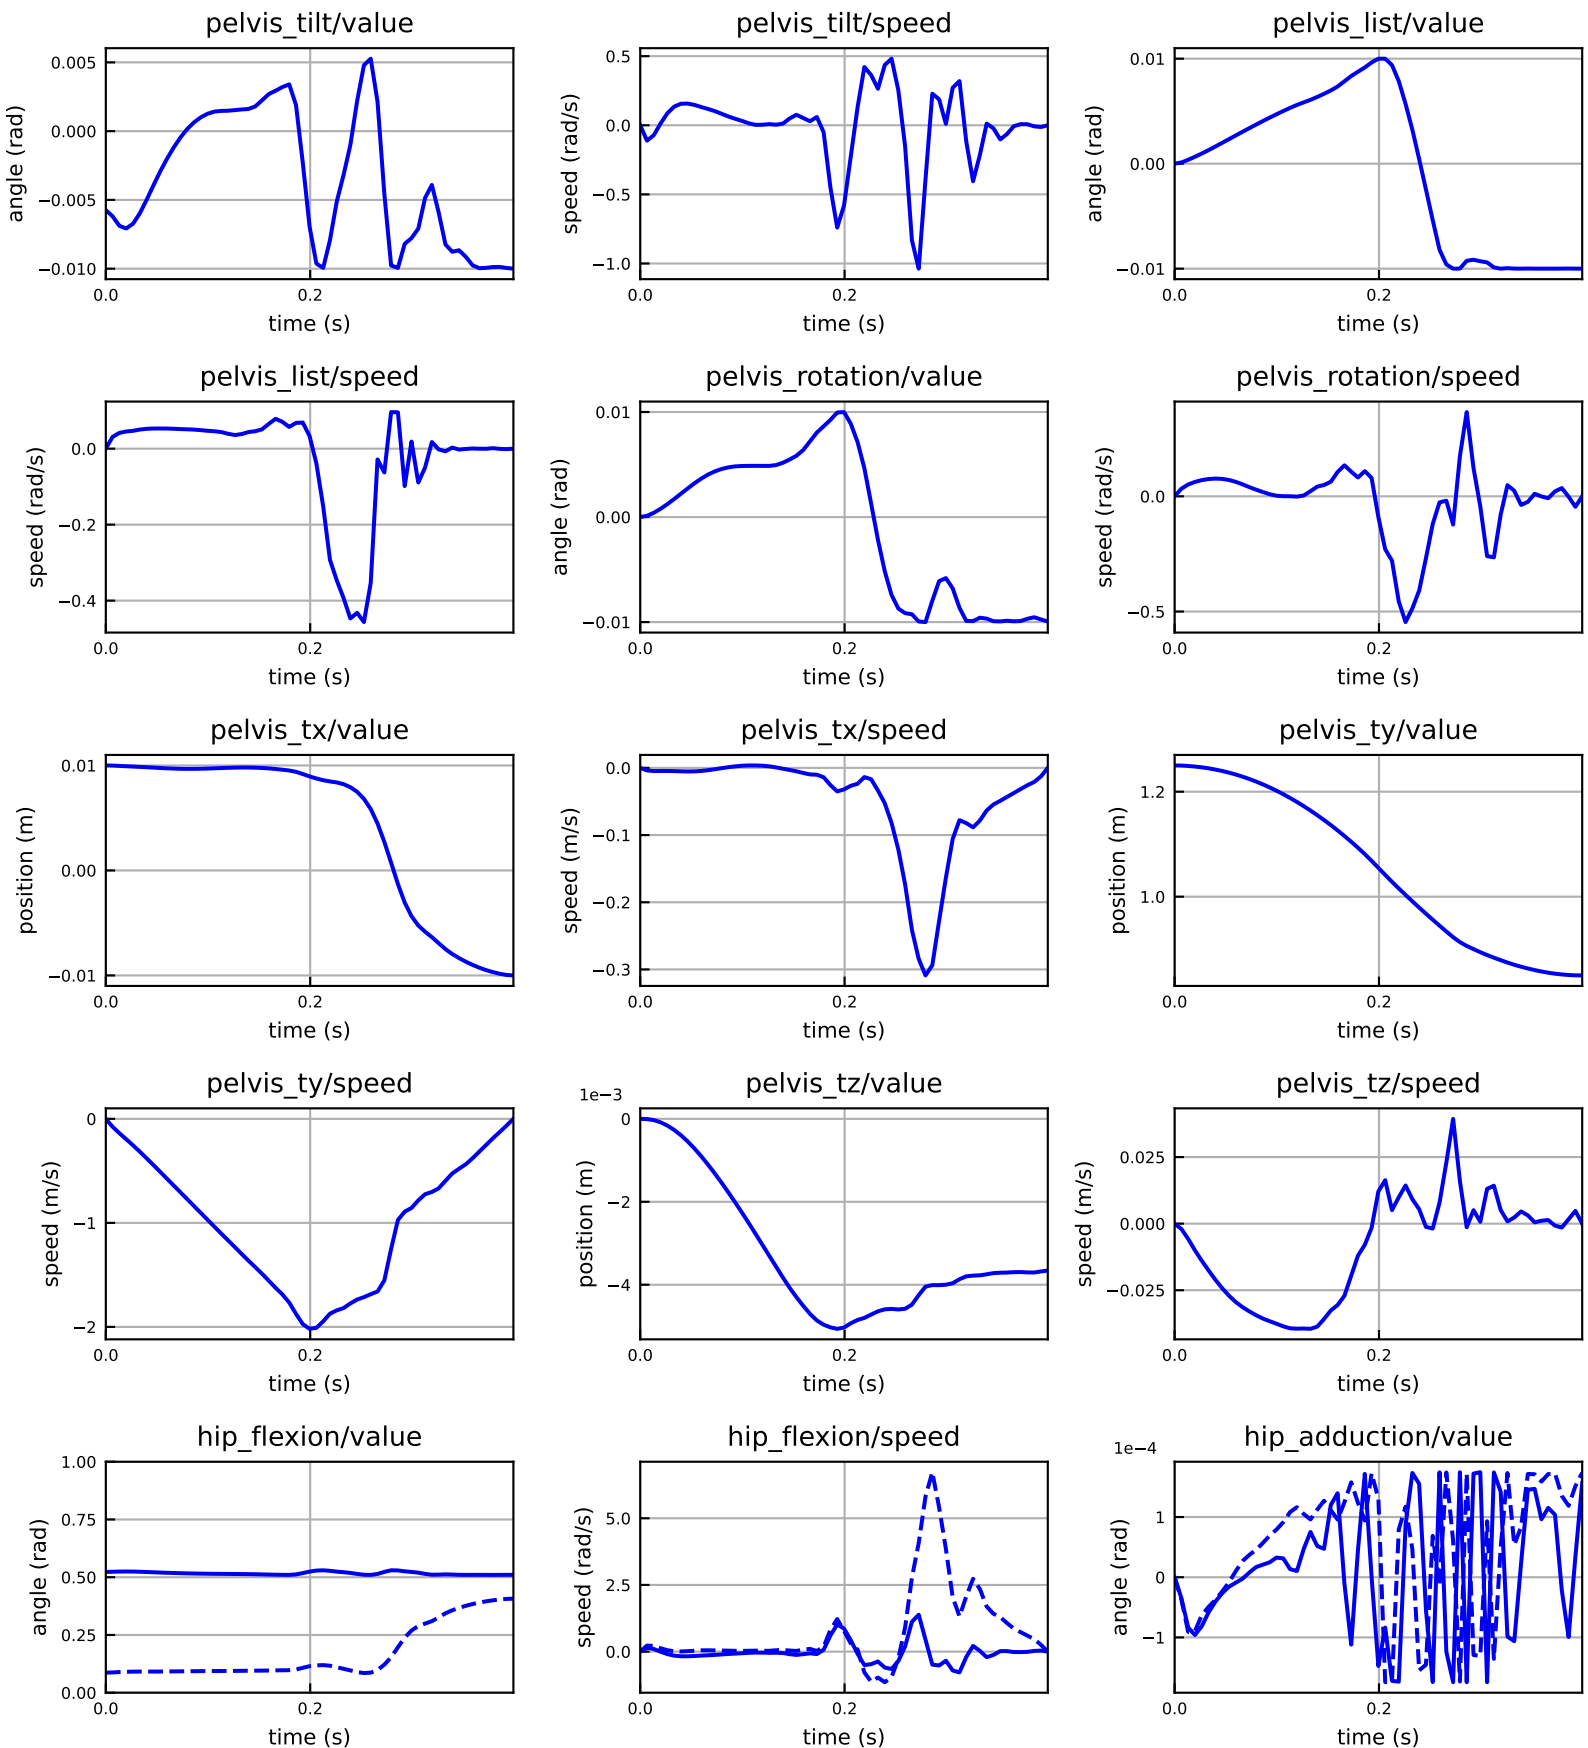 pelvis_tilt/value
pelvis_tilt/speed
pelvis_list/value
angle (rad)
0.005
0.000
−0.005
−0.010
0.0
0.2
time (s)
speed (rad/s)
0.5
0.0
−0.5
−1.0
0.0
0.2
time (s)
angle (rad)
0.01
0.00
−0.01
0.0
0.2
time (s)
pelvis_list/speed
pelvis_rotation/value
pelvis_rotation/speed
speed (rad/s)
0.0
−0.2
−0.4
0.0
0.2
time (s)
angle (rad)
0.01
0.00
−0.01
0.0
0.2
time (s)
speed (rad/s)
0.0
−0.5
0.0
0.2
time (s)
pelvis_tx/value
pelvis_tx/speed
pelvis_ty/value
position (m)
0.01
0.00
−0.01
0.0
0.2
time (s)
speed (m/s)
0.0
−0.1
−0.2
−0.3
0.0
0.2
time (s)
position (m)
1.2
1.0
0.0
0.2
time (s)
pelvis_ty/speed
pelvis_tz/value
pelvis_tz/speed
speed (m/s)
0
−1
−2
0.0
0.2
time (s)
1e−3
position (m)
0
−2
−4
0.0
0.2
time (s)
speed (m/s)
0.025
0.000
−0.025
0.0
0.2
time (s)
hip_flexion/value
hip_flexion/speed
hip_adduction/value
angle (rad)
1.00
0.75
0.50
0.25
0.00
0.0
0.2
time (s)
speed (rad/s)
5.0
2.5
0.0
0.0
0.2
time (s)
1e−4
angle (rad)
1
0
−1
0.0
0.2
time (s)